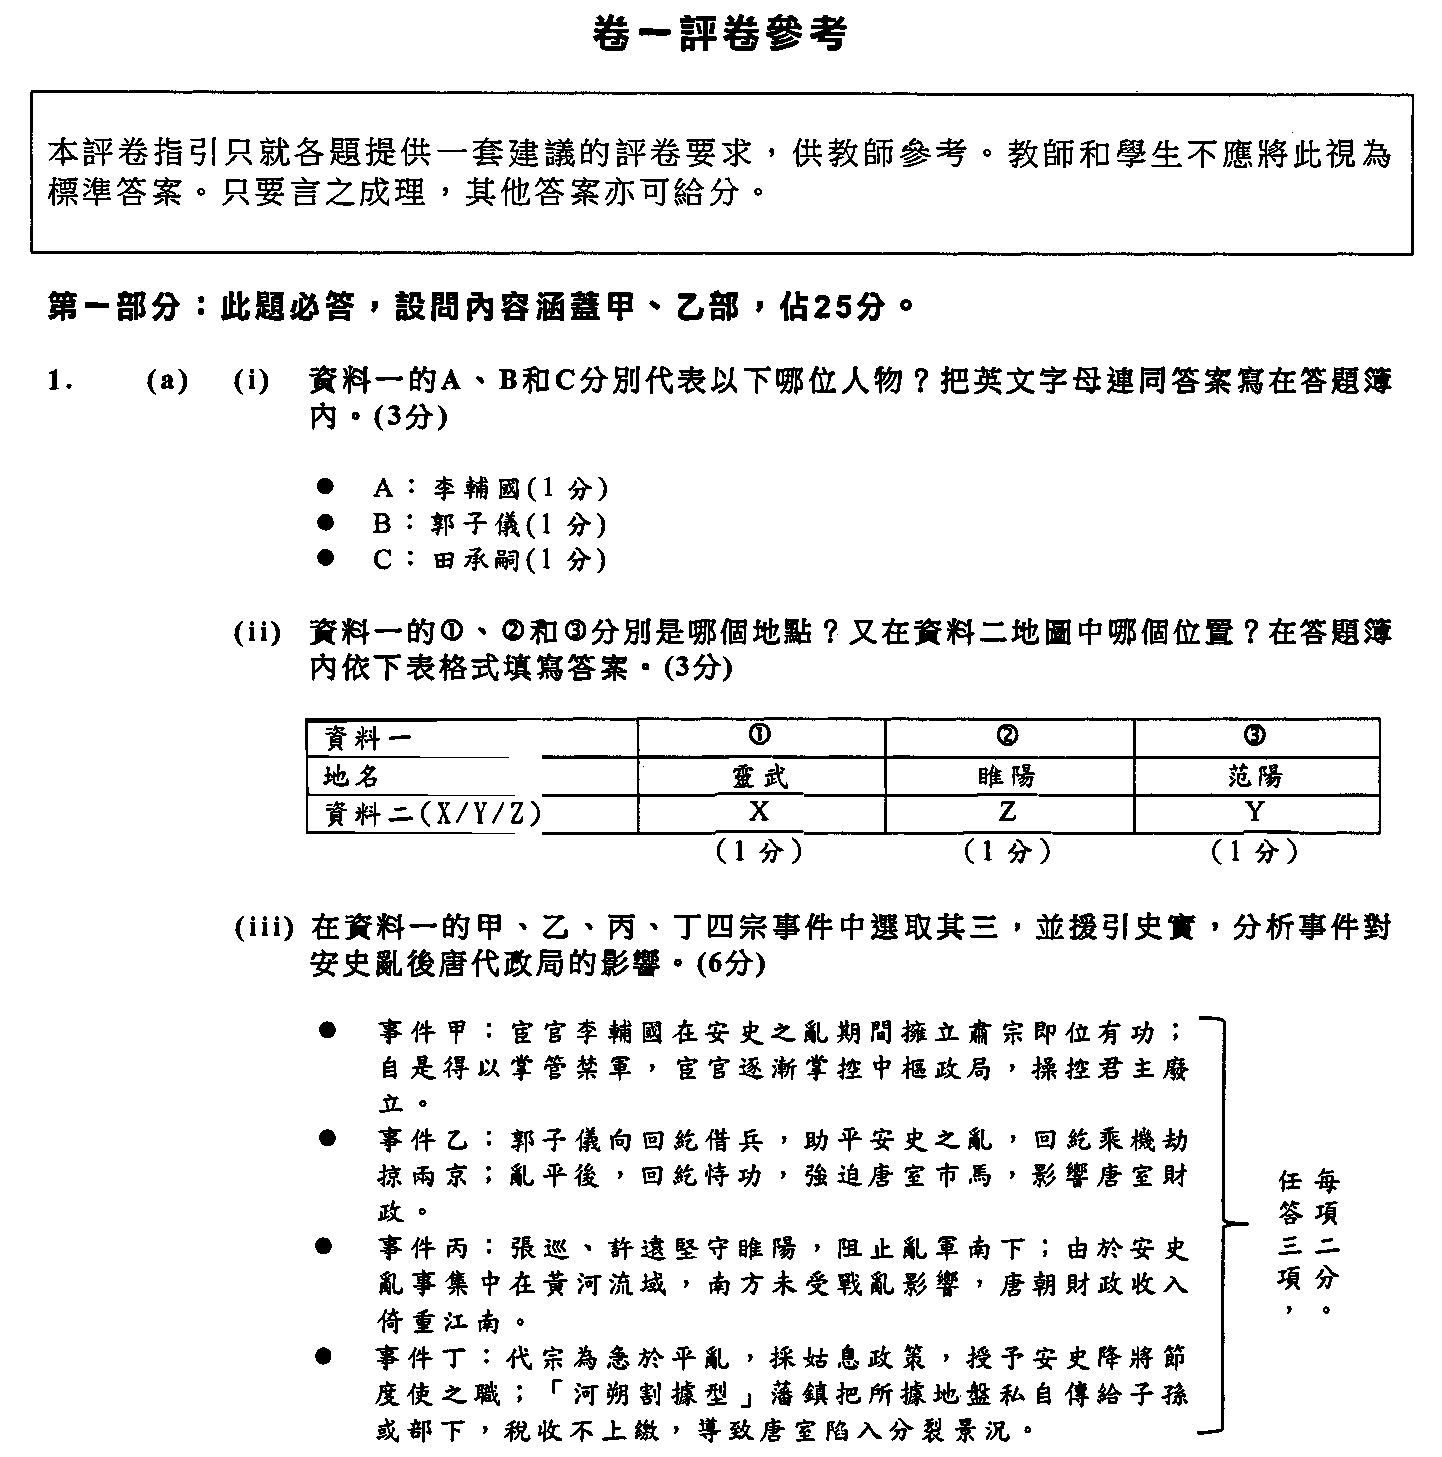 卷一評卷參考
本評卷指引只就各題提供一套建議的評卷要求，供教師參考。教師和學生不應將此視為
標準答案。只要言之成理，其他答案亦可給分。
第一部分：此題必答，設問內容涵蓋甲、乙部，佔25分。
1. (a) (i) 資料一的A、B和C分別代表以下哪位人物？把英文字母連同答案寫在答題簿
內。(3分)
● A：李輔國(1 分)
● B：郭子儀(1 分)
● C：田承嗣(1 分)
(ii) 資料一的①、②和③分別是哪個地點？又在資料二地圖中哪個位置？在答題簿
內依下表格式填寫答案。(3分)
資料一 ① ② ③
地名 靈武 睢陽 范陽
資料二(X/Y/Z) X Z Y
(1 分) (1 分) (1 分)
(iii) 在資料一的甲、乙、丙、丁四宗事件中選取其三，並援引史實，分析事件對
安史亂後唐代政局的影響。(6分)
● 事件甲：宦官李輔國在安史之亂期間擁立肅宗即位有功；
自是得以掌管禁軍，宦官逐漸掌控中樞政局，操控君主廢
立。
● 事件乙：郭子儀向回紇借兵，助平安史之亂，回紇乘機劫
掠兩京；亂平後，回紇恃功，強迫唐室市馬，影響唐室財
政。
● 事件丙：張巡、許遠堅守睢陽，阻止亂軍南下；由於安史
亂事集中在黃河流域，南方未受戰亂影響，唐朝財政收入
倚重江南。
● 事件丁：代宗為急於平亂，採姑息政策，授予安史降將節
度使之職；「河朔割據型」藩鎮把所據地盤私自傳給子孫
或部下，稅收不上繳，導致唐室陷入分裂景況。
每項二分。
任答三項，